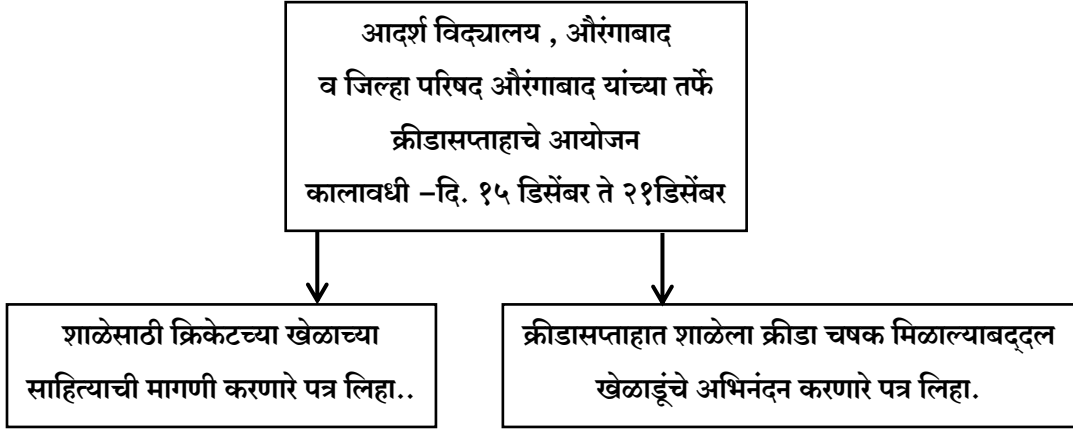 आदर्श विद्यालय , औरंगाबाद
व जिल्हा परिषद औरंगाबाद यांच्या तर्फे
क्रीडासप्ताहाचे आयोजन
कालावधी –दि. १५ डिसेंबर ते २१डिसेंबर
शाळेसाठी क्रिकेटच्या खेळाच्या
साहित्याची मागणी करणारे पत्र लिहा..
क्रीडासप्ताहात शाळेला क्रीडा चषक मिळाल्याबद्‌दल
खेळाडूंचे अभिनंदन करणारे पत्र लिहा.